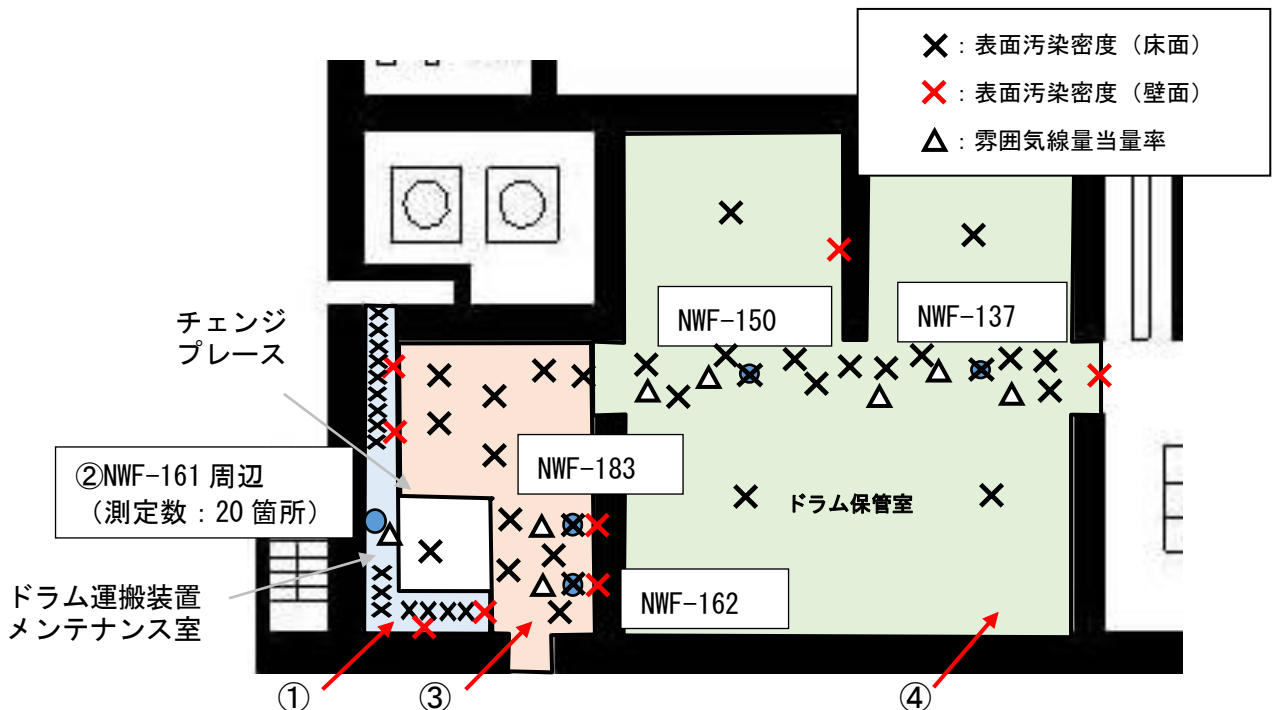 ×：表面汚染密度（床面）
×：表面汚染密度（壁面）
△：雰囲気線量当量率
チェンジ
プレース
NWF-150
NWF-137
②NWF-161 周辺
（測定数：20 箇所）
NWF-183
ドラム保管室
ドラム運搬装置
メンテナンス室
NWF-162
①
③
④